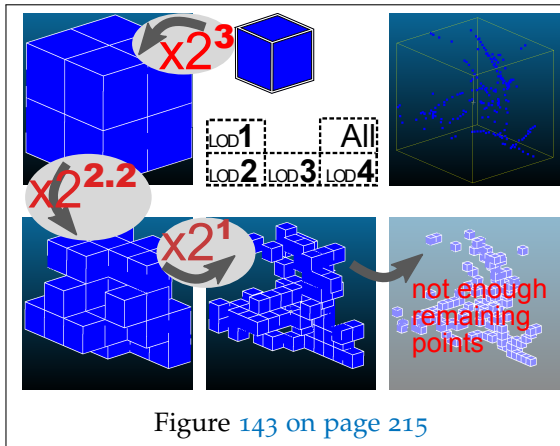 x2³
LOD1 All
LOD2 LOD3 LOD4
x2²·²
x2¹
not enough
remaining
points
Figure 143 on page 215